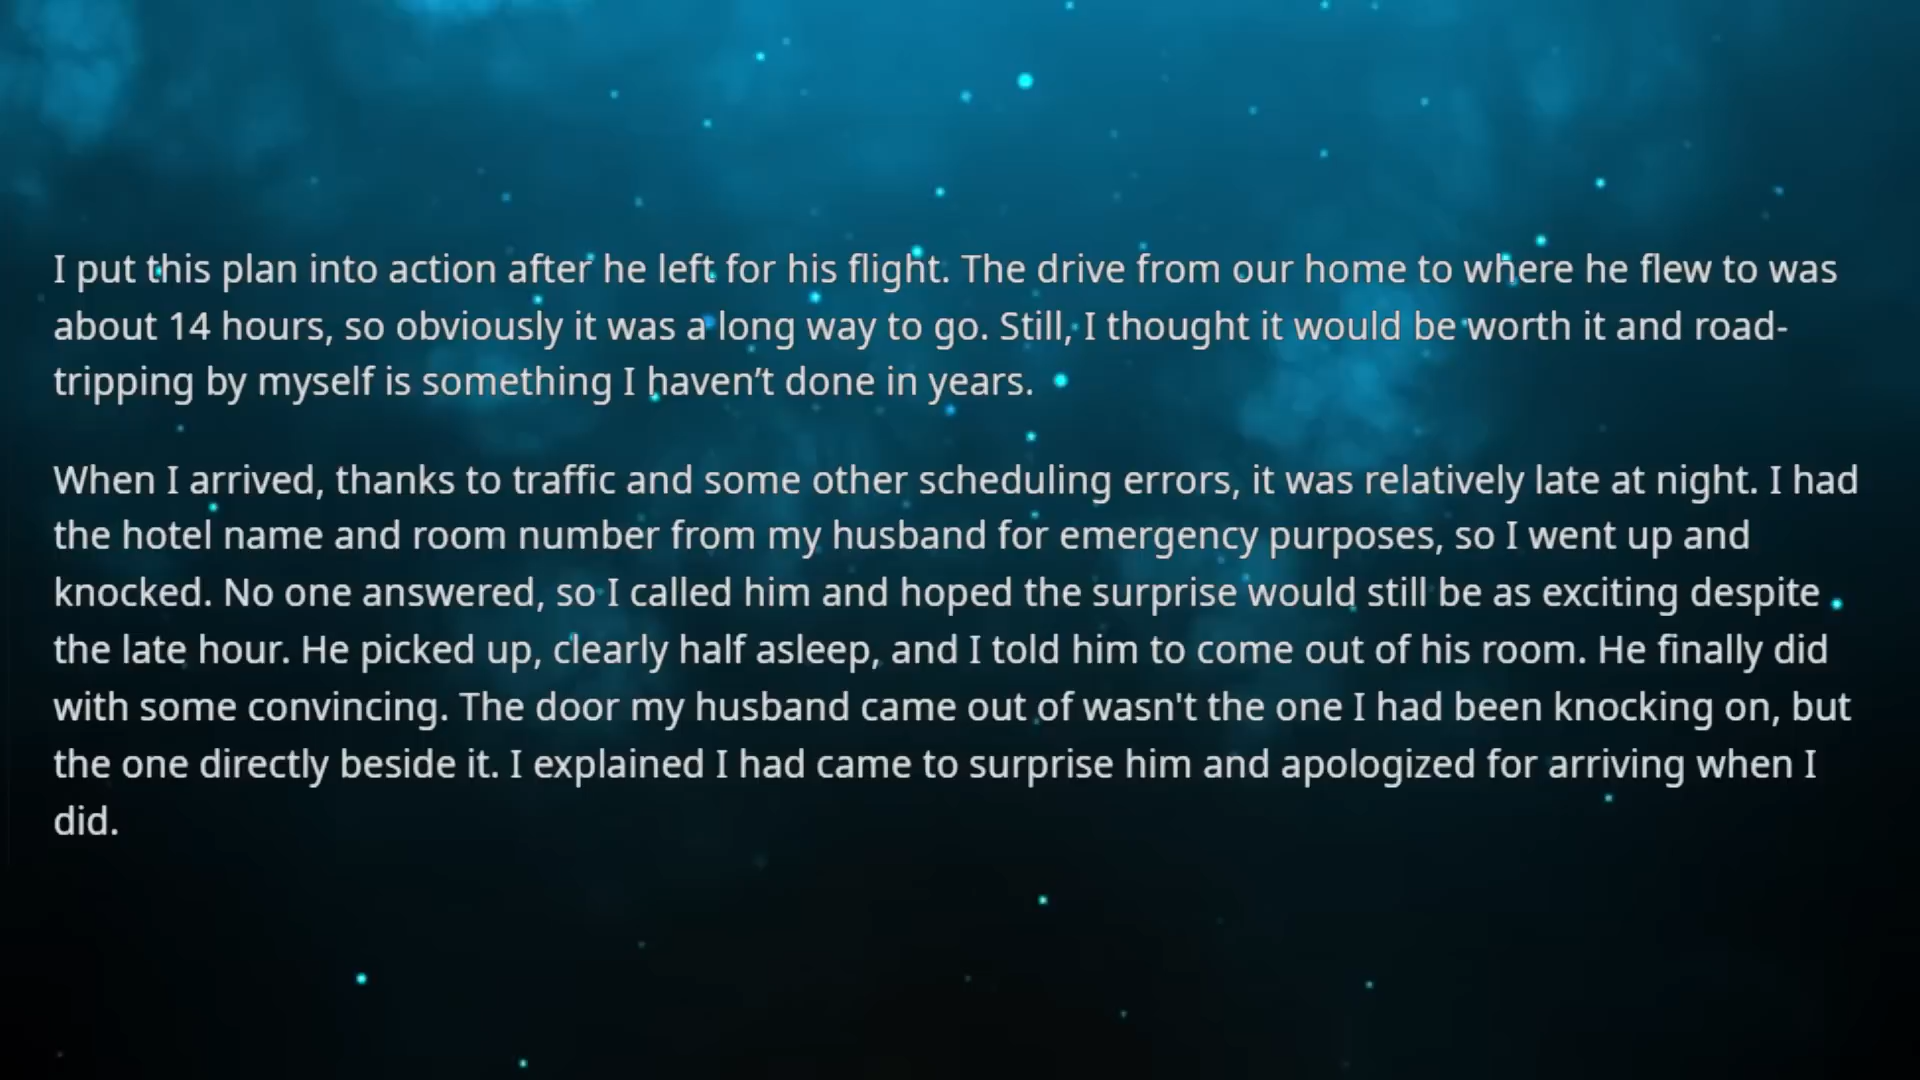 I put this plan into action after he left for his flight. The drive from our home to where he flew to was
about 14 hours, so obviously it was a long way to go. Still, I thought it would be worth it and road-
tripping by myself is something I haven’t done in years.
When I arrived, thanks to traffic and some other scheduling errors, it was relatively late at night. I had
the hotel name and room number from my husband for emergency purposes, so I went up and
knocked. No one answered, so I called him and hoped the surprise would still be as exciting despite
the late hour. He picked up, clearly half asleep, and I told him to come out of his room. He finally did
with some convincing. The door my husband came out of wasn't the one I had been knocking on, but
the one directly beside it. I explained I had came to surprise him and apologized for arriving when I
did.